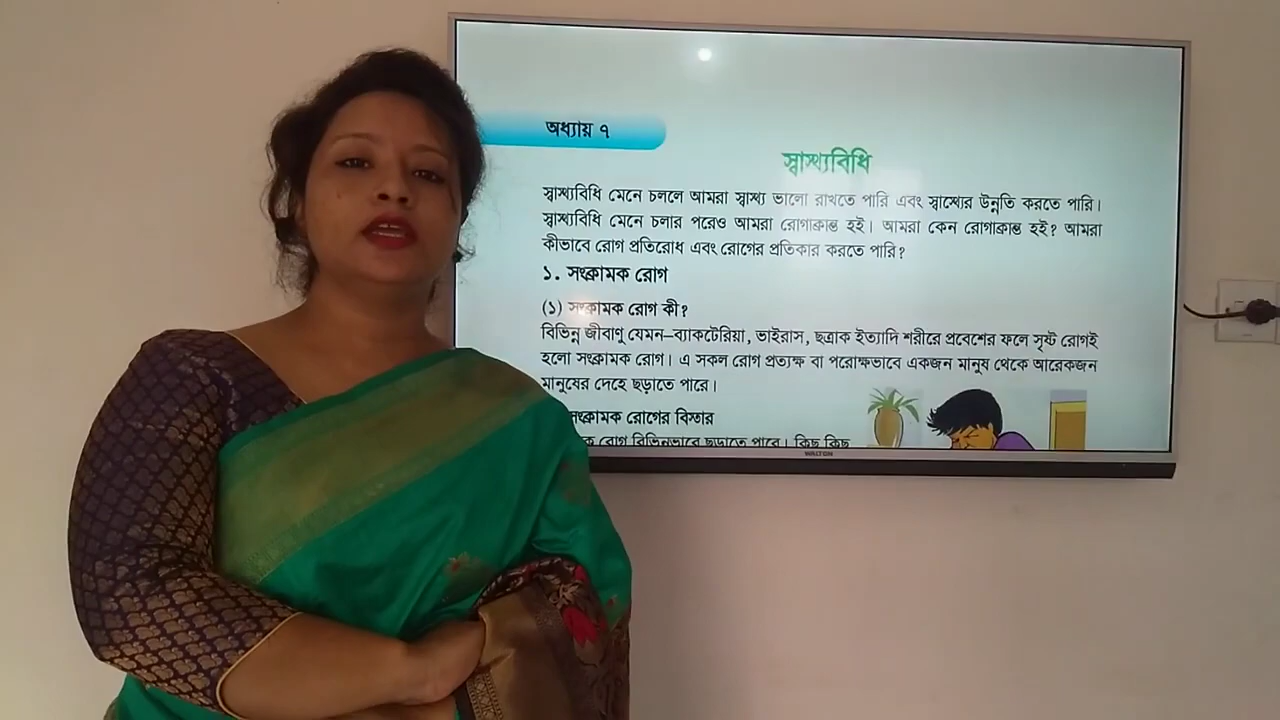 অধ্যায় ৭
স্বাস্থ্যবিধি
স্বাস্থ্যবিধি মেনে চললে আমরা স্বাস্থ্য ভালো রাখতে পারি এবং স্বাস্থ্যের উন্নতি করতে পারি।
স্বাস্থ্যবিধি মেনে চলার পরেও আমরা রোগাক্রান্ত হই। আমরা কেন রোগাক্রান্ত হই? আমরা
কীভাবে রোগ প্রতিরোধ এবং রোগের প্রতিকার করতে পারি?
১. সংক্রামক রোগ
(১) সংক্রামক রোগ কী?
বিভিন্ন জীবাণু যেমন–ব্যাকটেরিয়া, ভাইরাস, ছত্রাক ইত্যাদি শরীরে প্রবেশের ফলে সৃষ্ট রোগই
হলো সংক্রামক রোগ। এ সকল রোগ প্রত্যক্ষ বা পরোক্ষভাবে একজন মানুষ থেকে আরেকজন
মানুষের দেহে ছড়াতে পারে।
সংক্রামক রোগের বিস্তার
ক রোগ বিভিন্নভাবে ছড়াতে পারে। কিছু কিছু
WALTON